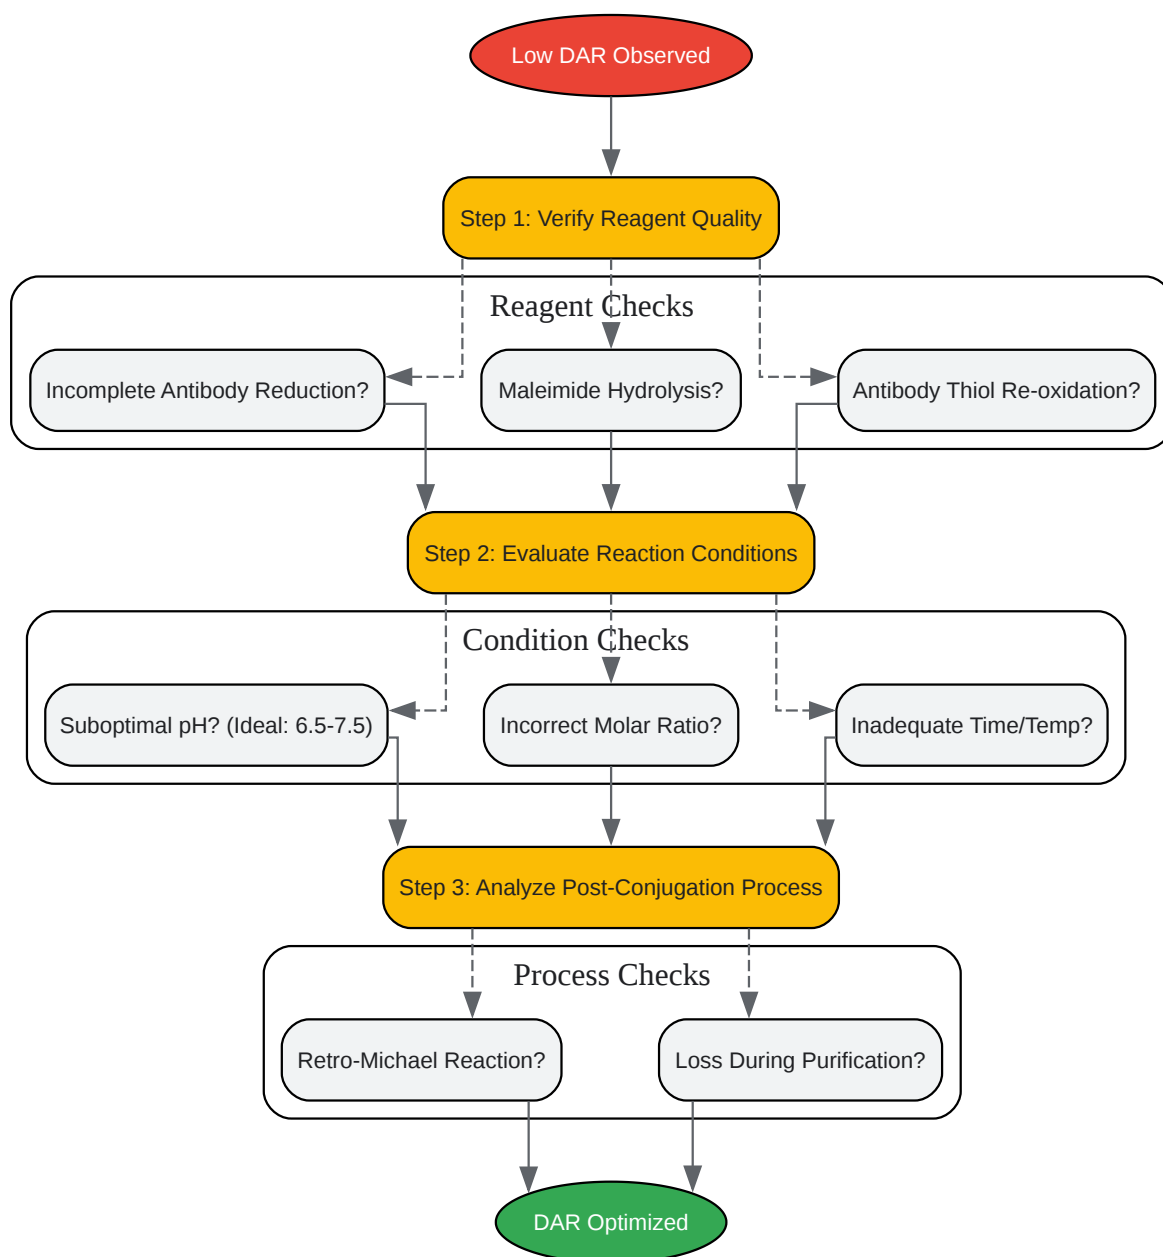 Low DAR Observed
Step 1: Verify Reagent Quality
Reagent Checks
Incomplete Antibody Reduction?
Maleimide Hydrolysis?
Antibody Thiol Re-oxidation?
Step 2: Evaluate Reaction Conditions
Condition Checks
Suboptimal pH? (Ideal: 6.5-7.5)
Incorrect Molar Ratio?
Inadequate Time/Temp?
Step 3: Analyze Post-Conjugation Process
Process Checks
Retro-Michael Reaction?
Loss During Purification?
DAR Optimized